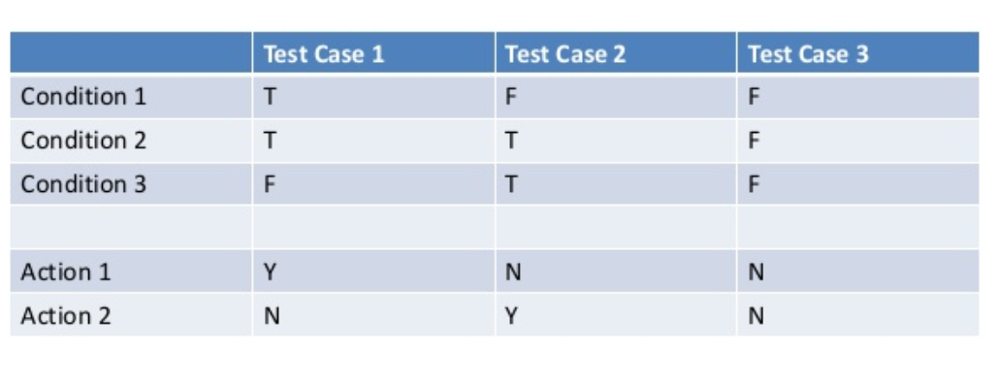 Test Case 1 Test Case 2 Test Case 3
Condition 1 T F F
Condition 2 T T F
Condition 3 F T F
Action 1 Y N N
Action 2 N Y N